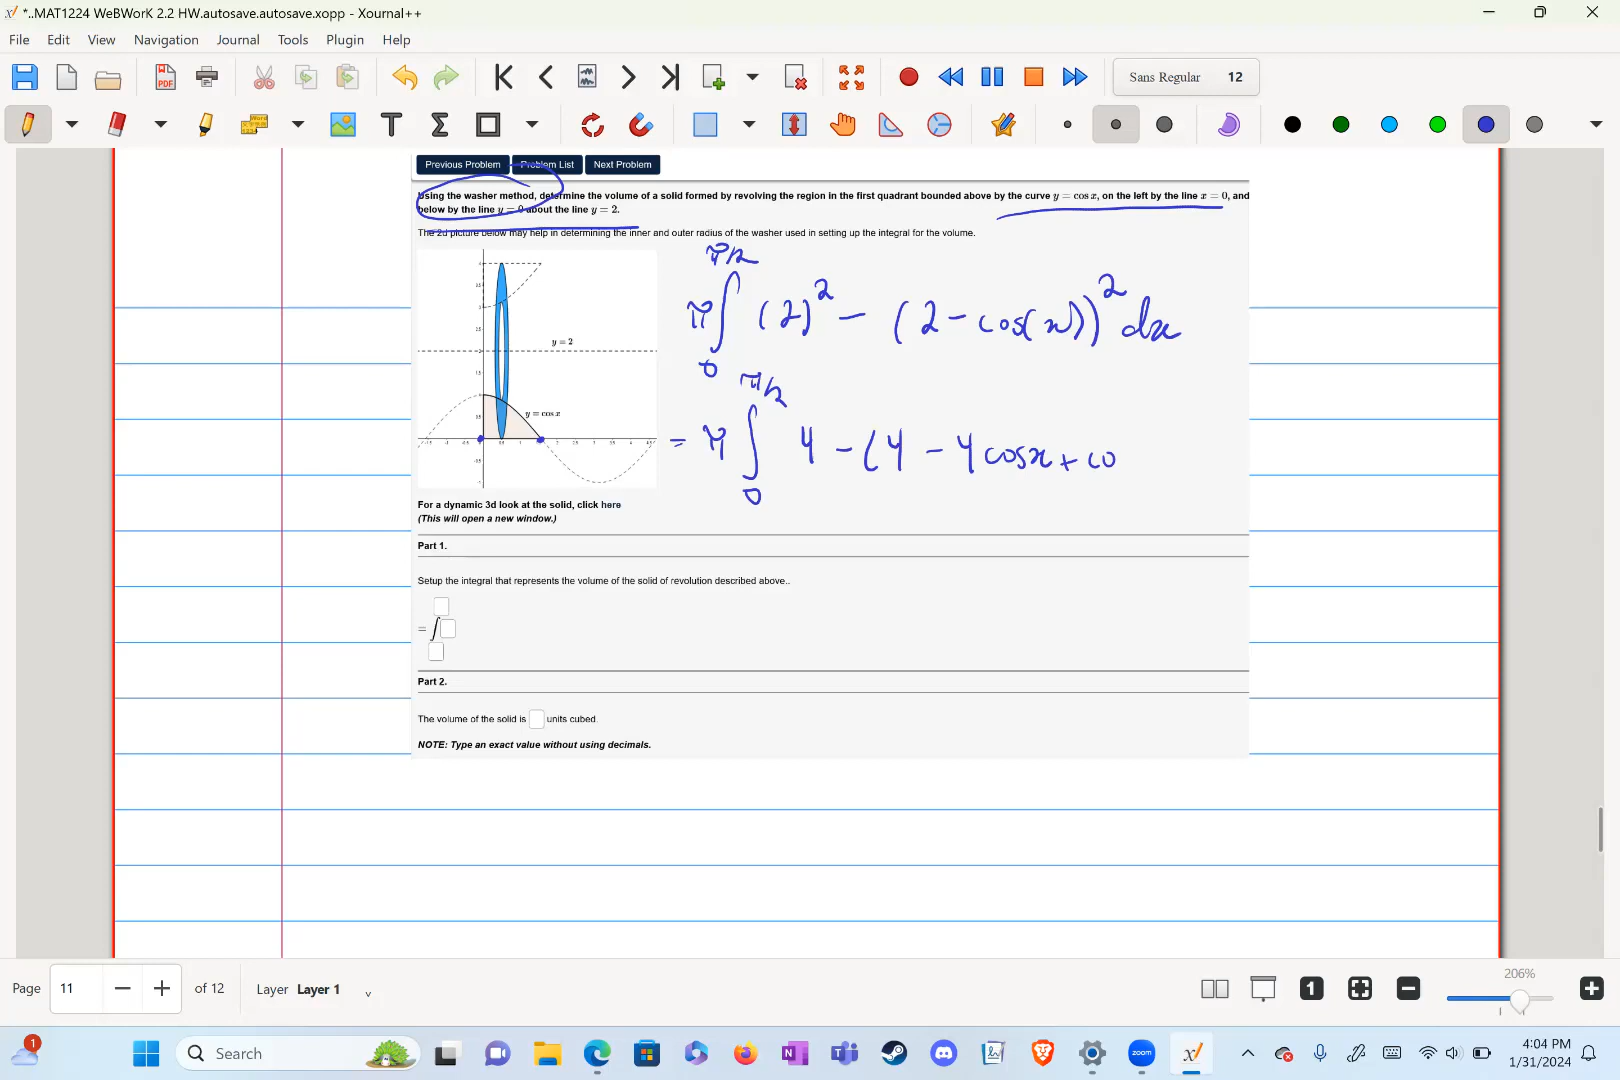 *..MAT1224 WeBWorK 2.2 HW.autosave.autosave.xopp - Xournal++
File Edit View Navigation Journal Tools Plugin Help
PDF
Sans Regular 12
Previous Problem Problem List Next Problem
Using the washer method, determine the volume of a solid formed by revolving the region in the first quadrant bounded above by the curve y = cos x, on the left by the line x = 0, and
below by the line y = 0 about the line y = 2.
The 2d picture below may help in determining the inner and outer radius of the washer used in setting up the integral for the volume.
π ∫₀^{π/2} (2)² − (2 − cos(x))² dx
y = 2
y = cos x
= π ∫₀^{π/2} 4 − (4 − 4 cosx + co
For a dynamic 3d look at the solid, click here
(This will open a new window.)
Part 1.
Setup the integral that represents the volume of the solid of revolution described above..
= ∫
Part 2.
The volume of the solid is units cubed.
NOTE: Type an exact value without using decimals.
Page 11 of 12 Layer Layer 1
206%
1
1
Search
zoom
4:04 PM
1/31/2024